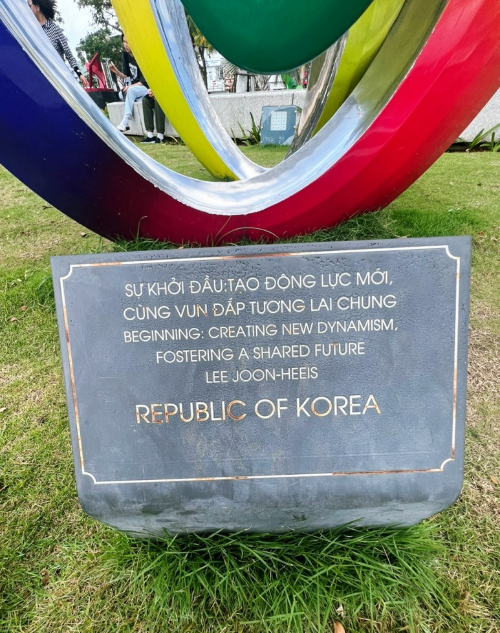 SỰ KHỞI ĐẦU:TẠO ĐỘNG LỰC MỚI,
CÙNG VUN ĐẮP TƯƠNG LAI CHUNG
BEGINNING: CREATING NEW DYNAMISM,
FOSTERING A SHARED FUTURE
LEE JOON-HEEIS
REPUBLIC OF KOREA